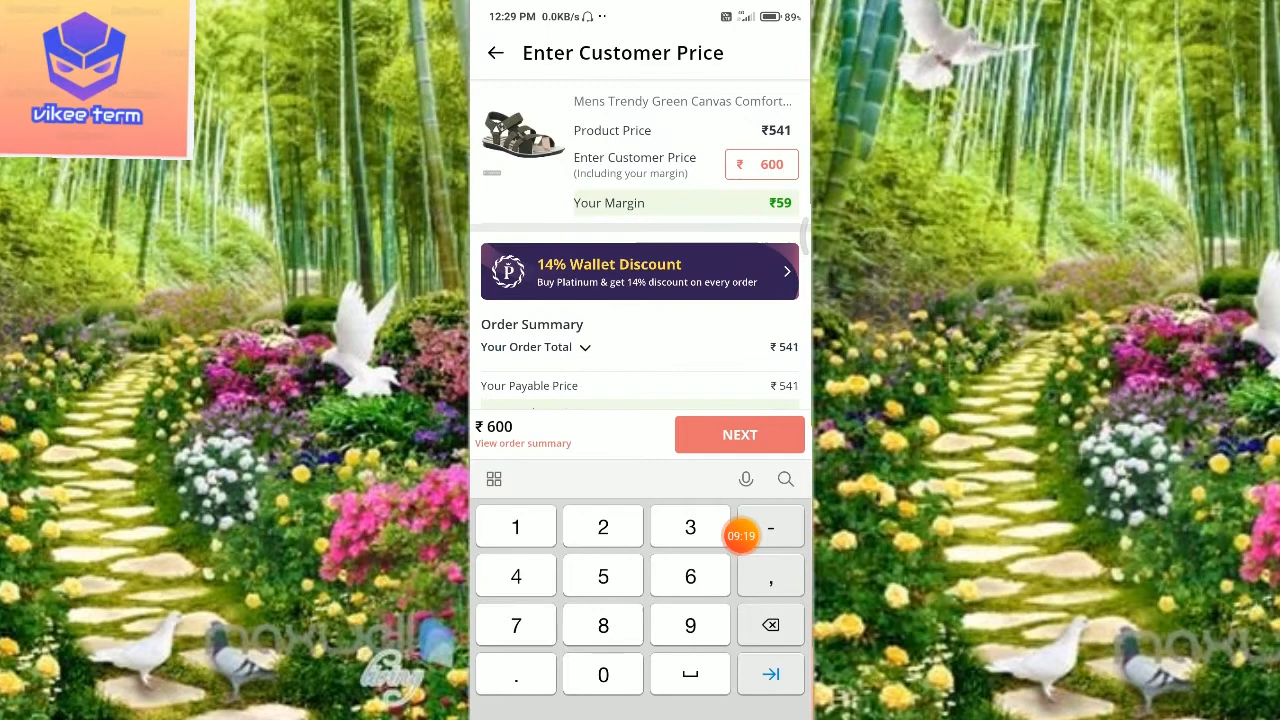 vikee term
12:29 PM 0.0KB/s
89%
Enter Customer Price
Mens Trendy Green Canvas Comfort...
Product Price ₹541
Enter Customer Price ₹ 600
(Including your margin)
Your Margin ₹59
14% Wallet Discount
Buy Platinum & get 14% discount on every order
Order Summary
Your Order Total ₹ 541
Your Payable Price ₹ 541
₹ 600
View order summary
NEXT
1 2 3 -
09:19
4 5 6 ,
7 8 9
. 0